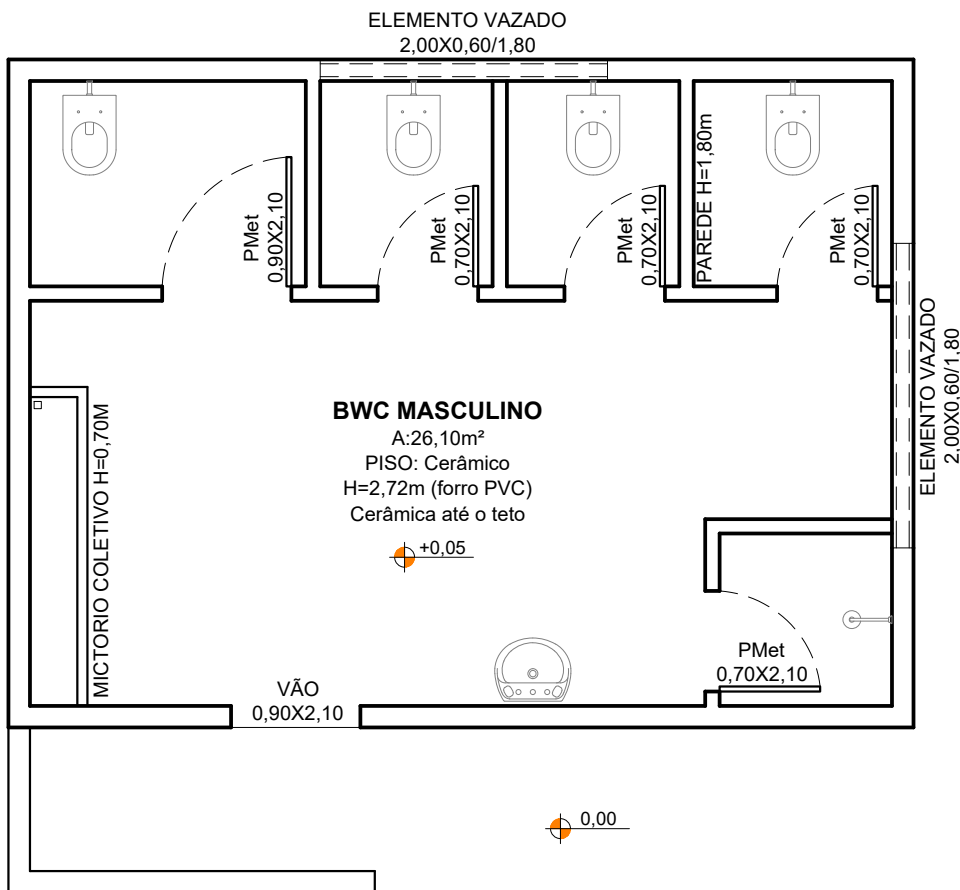 ELEMENTO VAZADO
2,00X0,60/1,80
PMet
0,90X2,10
PMet
0,70X2,10
PMet
0,70X2,10
PAREDE H=1,80m
PMet
0,70X2,10
ELEMENTO VAZADO
2,00X0,60/1,80
MICTORIO COLETIVO H=0,70M
BWC MASCULINO
A:26,10m²
PISO: Cerâmico
H=2,72m (forro PVC)
Cerâmica até o teto
+0,05
PMet
0,70X2,10
VÃO
0,90X2,10
0,00